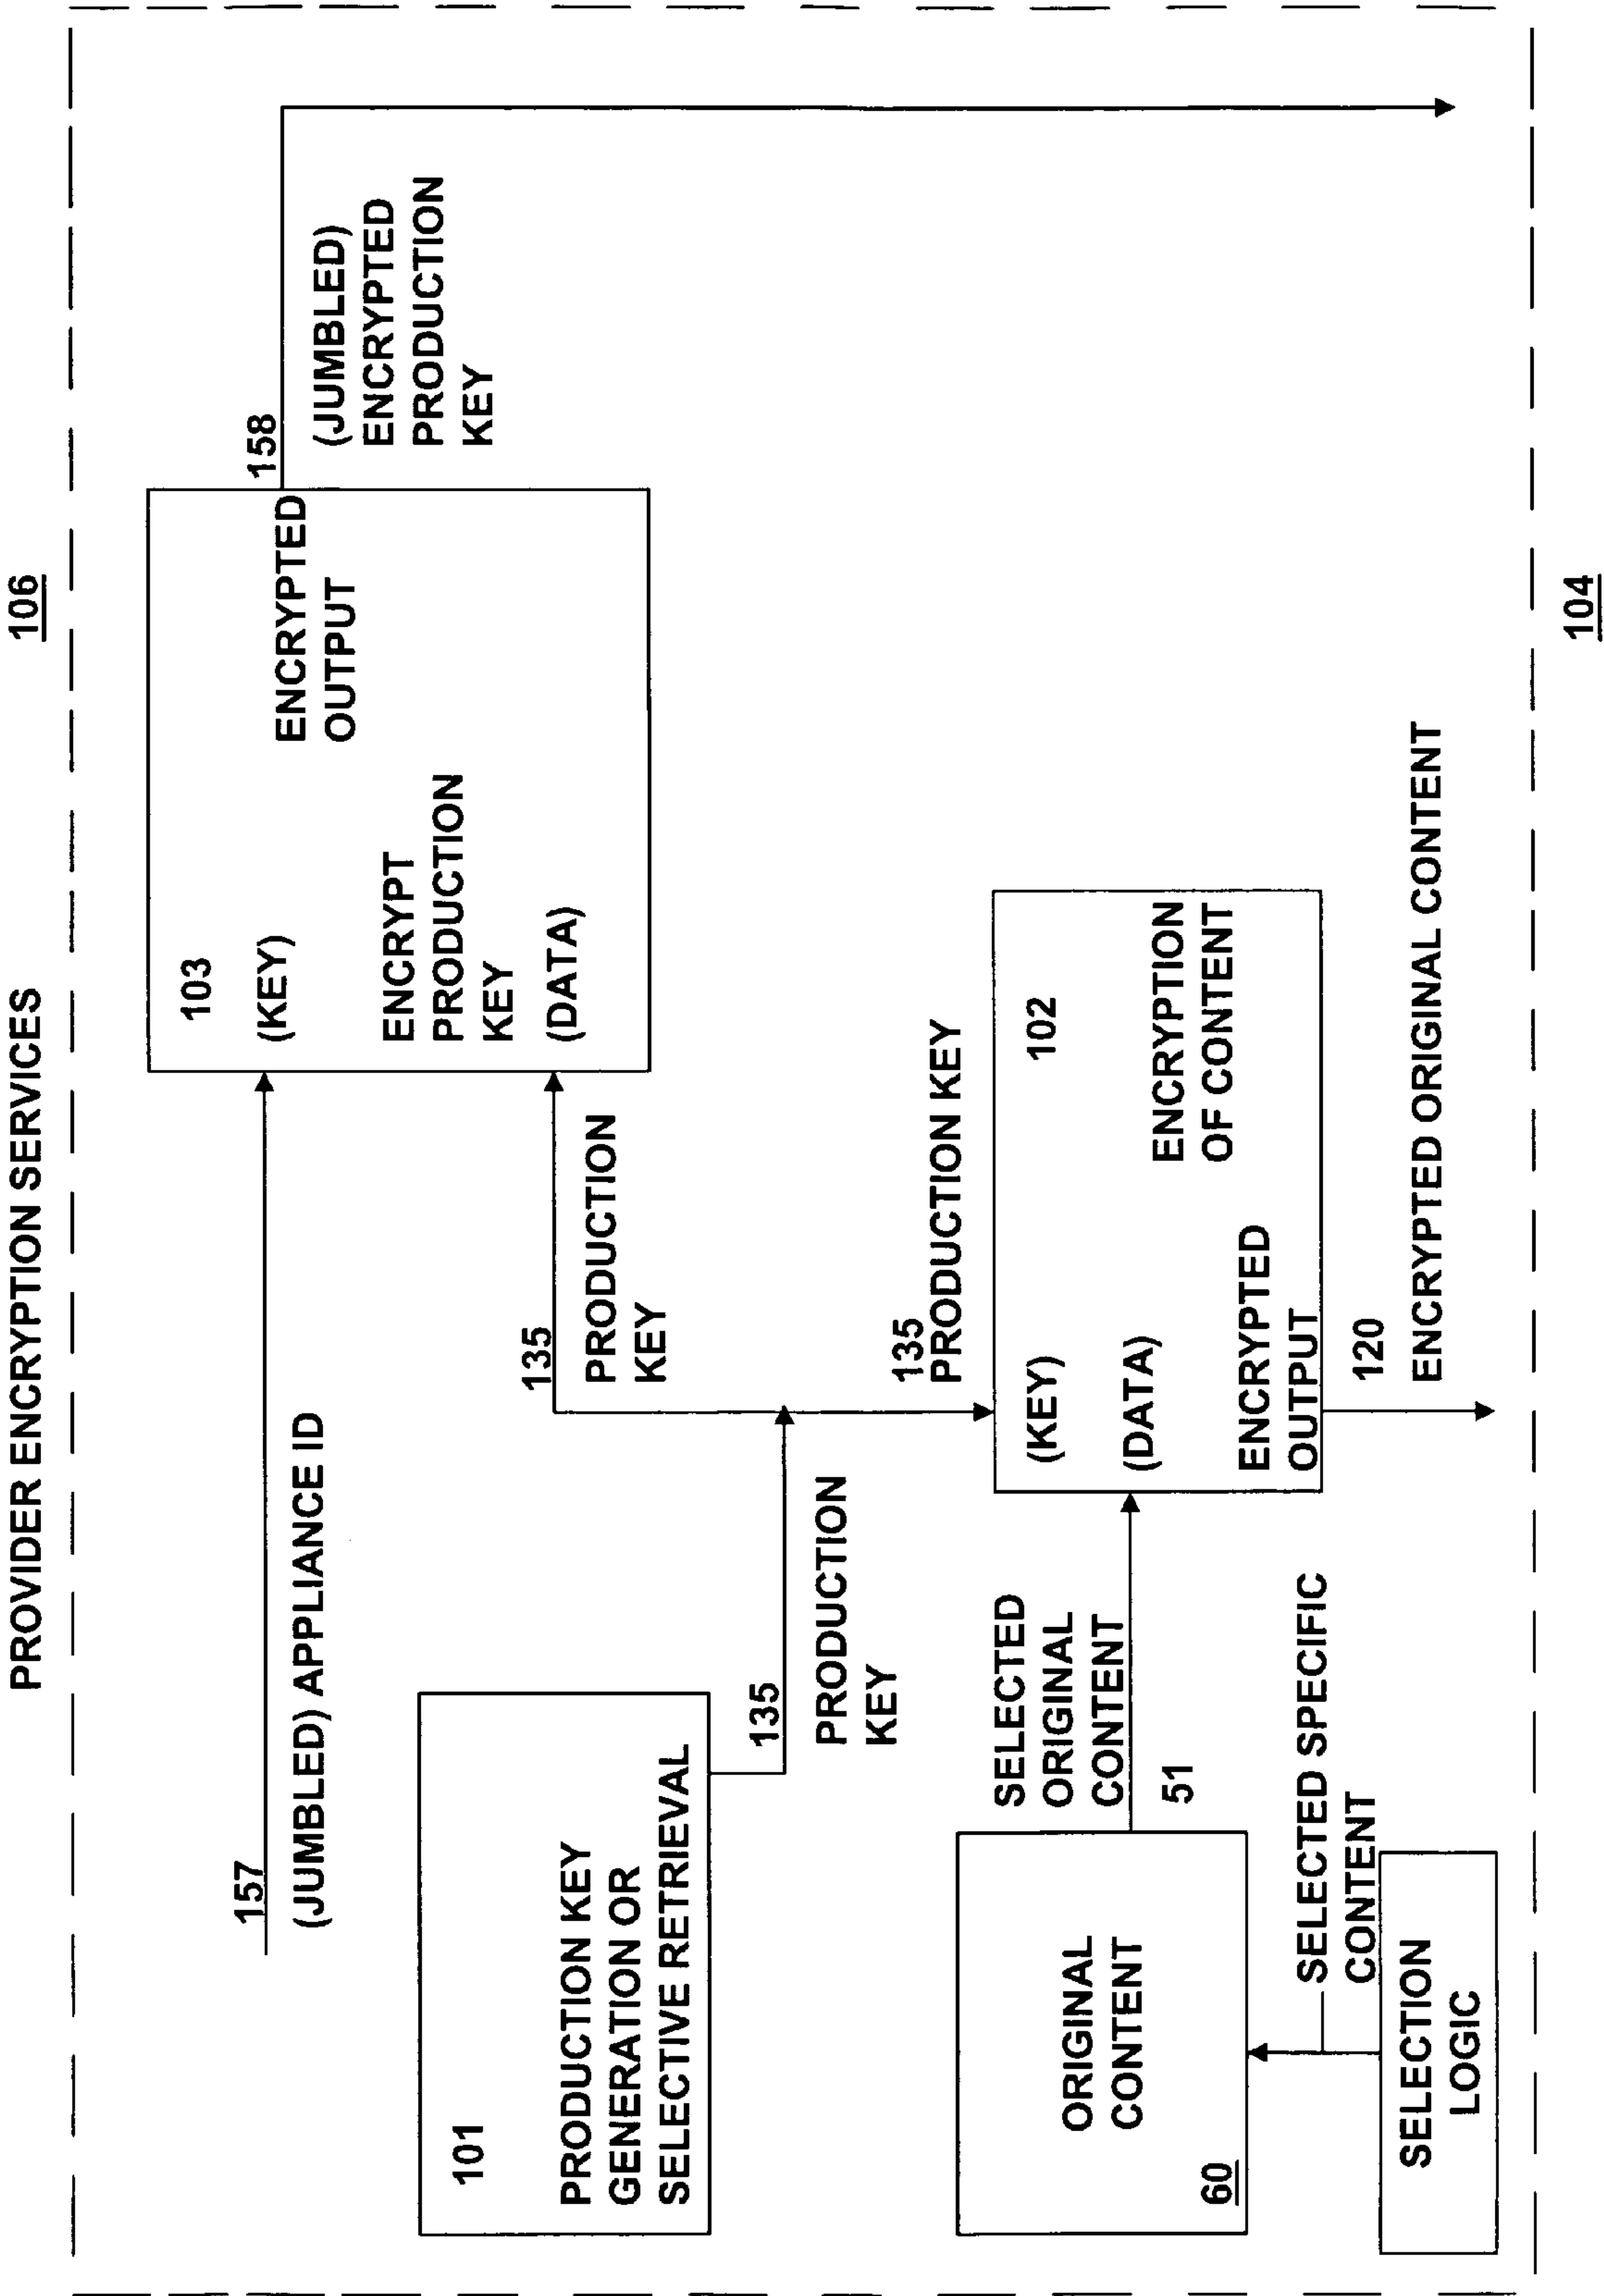 PROVIDER ENCRYPTION SERVICES
106
157
(JUMBLED) APPLIANCE ID
103
(KEY)
ENCRYPT
PRODUCTION
KEY
(DATA)
ENCRYPTED
OUTPUT
158
(JUMBLED)
ENCRYPTED
PRODUCTION
KEY
101
PRODUCTION KEY
GENERATION OR
SELECTIVE RETRIEVAL
135
PRODUCTION
KEY
135
PRODUCTION
KEY
135
PRODUCTION KEY
ORIGINAL
CONTENT
60
SELECTED
ORIGINAL
CONTENT
51
102
(KEY)
(DATA)
ENCRYPTION
OF CONTENT
ENCRYPTED
OUTPUT
SELECTED SPECIFIC
CONTENT
SELECTION
LOGIC
120
ENCRYPTED ORIGINAL CONTENT
104